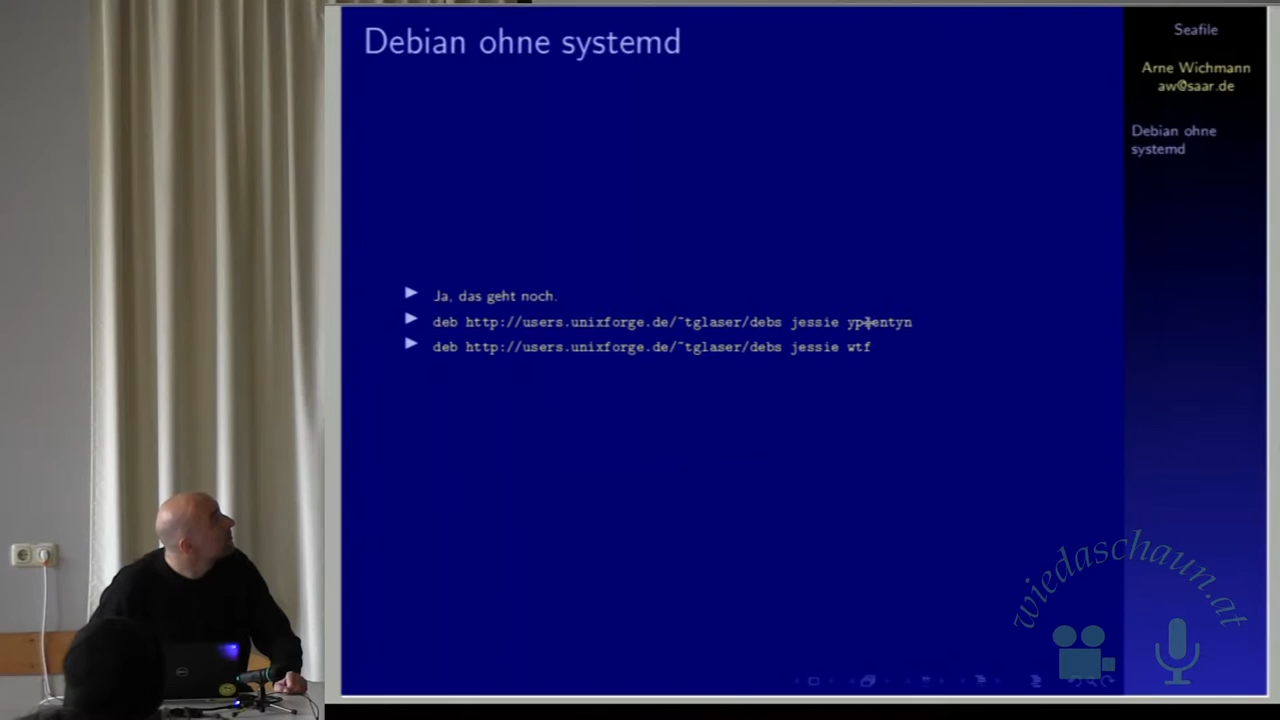 Debian ohne systemd
Seafile
Arne Wichmann
aw@saar.de
Debian ohne
systemd
Ja, das geht noch.
deb http://users.unixforge.de/~tglaser/debs jessie
deb http://users.unixforge.de/~tglaser/debs jessie wtf
wiedaschaun.at